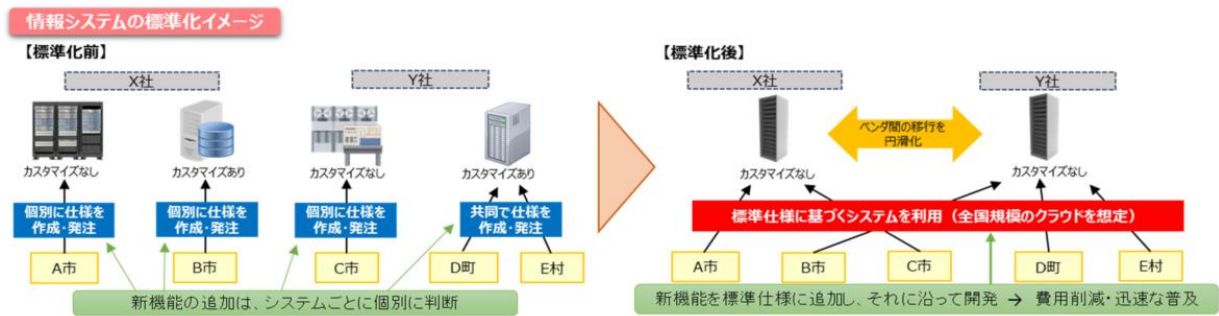 情報システムの標準化イメージ
【標準化前】
X社
Y社
カスタマイズなし
カスタマイズあり
カスタマイズなし
カスタマイズあり
個別に仕様を
作成・発注
個別に仕様を
作成・発注
個別に仕様を
作成・発注
共同で仕様を
作成・発注
A市
B市
C市
D町
E村
新機能の追加は、システムごとに個別に判断
【標準化後】
X社
Y社
ベンダ間の移行を
円滑化
カスタマイズなし
カスタマイズなし
標準仕様に基づくシステムを利用（全国規模のクラウドを想定）
A市
B市
C市
D町
E村
新機能を標準仕様に追加し、それに沿って開発 → 費用削減・迅速な普及